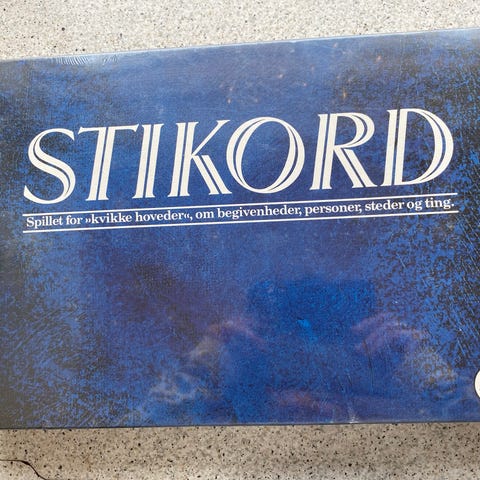 STIKORD
Spillet for »kvikke hoveder«, om begivenheder, personer, steder og ting.